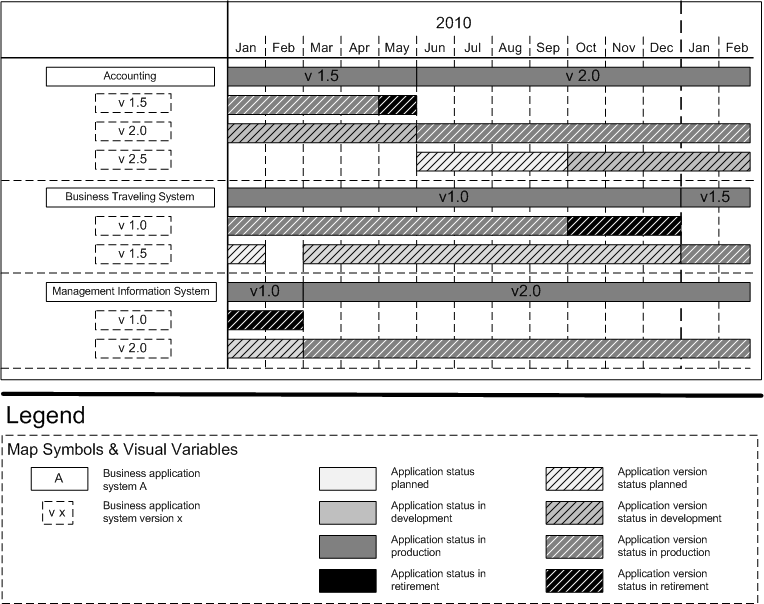 2010
Jan Feb Mar Apr May Jun Jul Aug Sep Oct Nov Dec Jan Feb
Accounting v 1.5 v 2.0
v 1.5
v 2.0
v 2.5
Business Traveling System v1.0 v1.5
v 1.0
v 1.5
Management Information System v1.0 v2.0
v 1.0
v 2.0
Legend
Map Symbols & Visual Variables
A
Business application
system A
v x
Business application
system version x
Application status
planned
Application status in
development
Application status in
production
Application status in
retirement
Application version
status planned
Application version
status in development
Application version
status in production
Application version
status in retirement